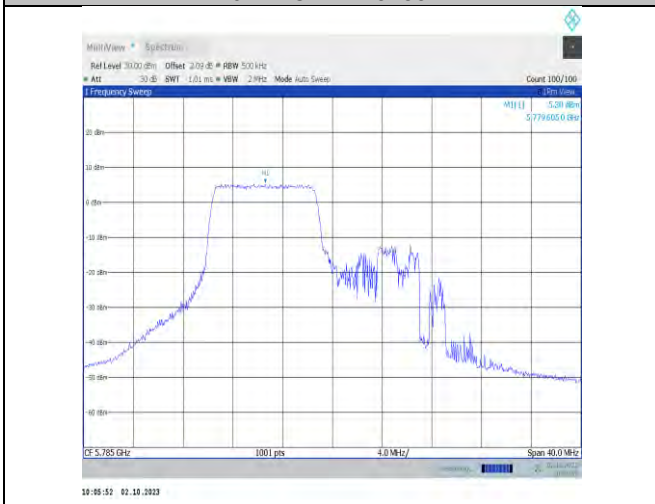 MultiView Spectrum
Ref Level 30.00 dBm Offset 2.09 dB RBW 500 kHz
Att 30 dB SWT 1.01 ms VBW 2 MHz Mode Auto Sweep Count 100/100
1 Frequency Sweep 1Rm View
M1[1] 5.20 dBm
5.7796050 GHz
20 dBm
M1
10 dBm
0 dBm
-10 dBm
-20 dBm
-30 dBm
-40 dBm
-50 dBm
-60 dBm
CF 5.785 GHz 1001 pts 4.0 MHz/ Span 40.0 MHz
10:05:52 02.10.2023